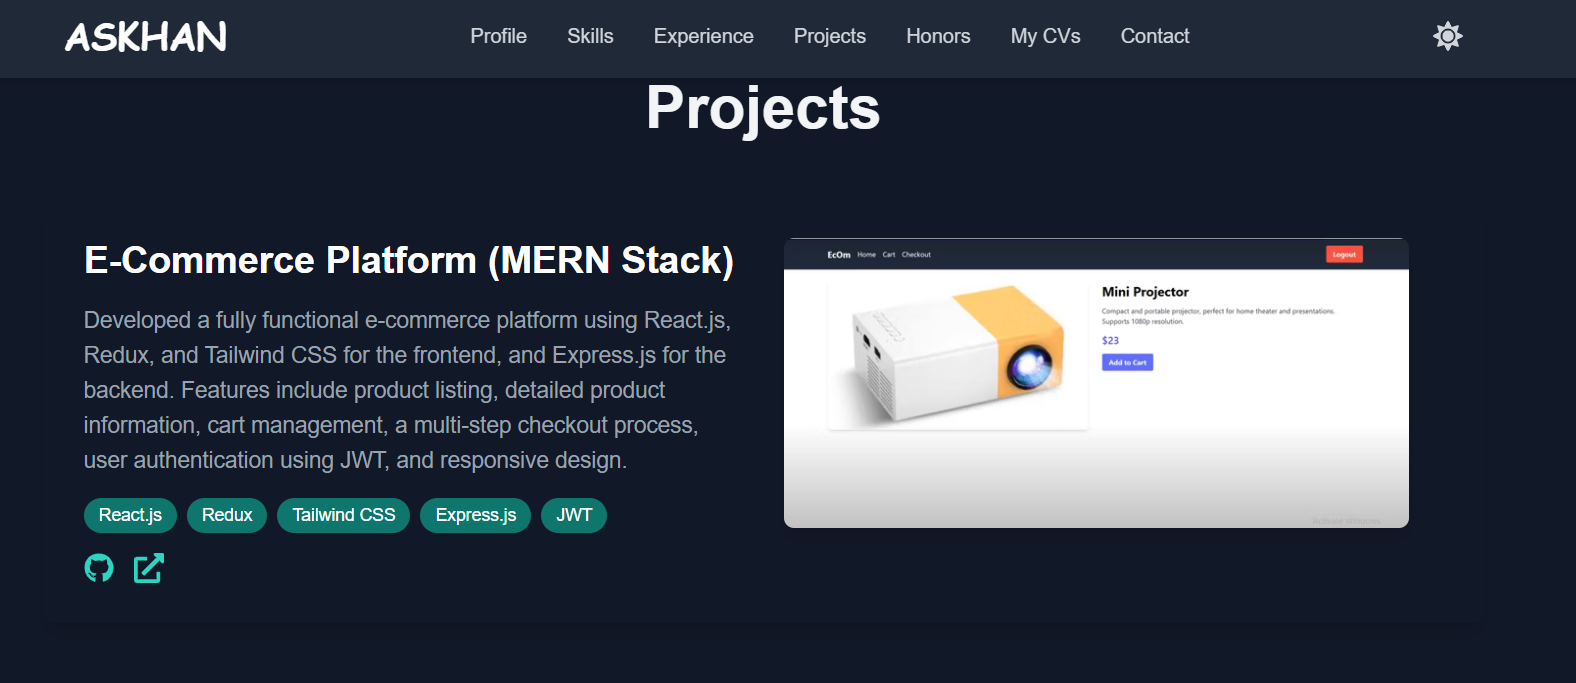 ASKHAN
Profile
Skills
Experience
Projects
Honors
My CVs
Contact
Projects
E-Commerce Platform (MERN Stack)
Developed a fully functional e-commerce platform using React.js,
Redux, and Tailwind CSS for the frontend, and Express.js for the
backend. Features include product listing, detailed product
information, cart management, a multi-step checkout process,
user authentication using JWT, and responsive design.
React.js
Redux
Tailwind CSS
Express.js
JWT
EcOm
Home
Cart
Checkout
Logout
Mini Projector
Compact and portable projector, perfect for home theater and presentations.
Supports 1080p resolution.
$23
Add to Cart
Activate Windows